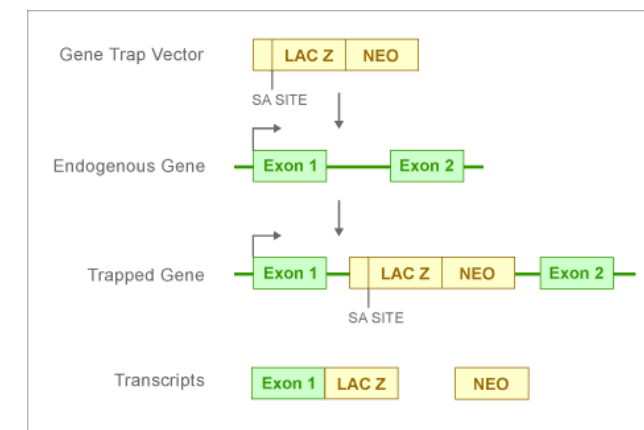 Gene Trap Vector
LAC Z NEO
SA SITE
Endogenous Gene
Exon 1 Exon 2
Trapped Gene
Exon 1 LAC Z NEO Exon 2
SA SITE
Transcripts
Exon 1 LAC Z NEO